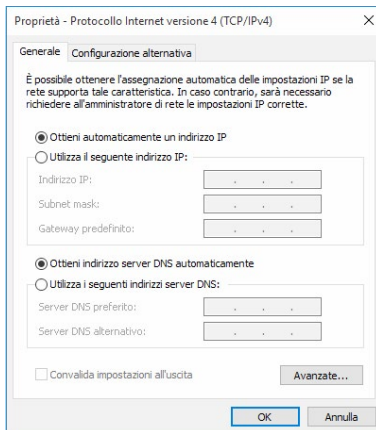 Proprietà - Protocollo Internet versione 4 (TCP/IPv4)
Generale
Configurazione alternativa
È possibile ottenere l'assegnazione automatica delle impostazioni IP se la
rete supporta tale caratteristica. In caso contrario, sarà necessario
richiedere all'amministratore di rete le impostazioni IP corrette.
Ottieni automaticamente un indirizzo IP
Utilizza il seguente indirizzo IP:
Indirizzo IP:
Subnet mask:
Gateway predefinito:
Ottieni indirizzo server DNS automaticamente
Utilizza i seguenti indirizzi server DNS:
Server DNS preferito:
Server DNS alternativo:
Convalida impostazioni all'uscita
Avanzate...
OK
Annulla